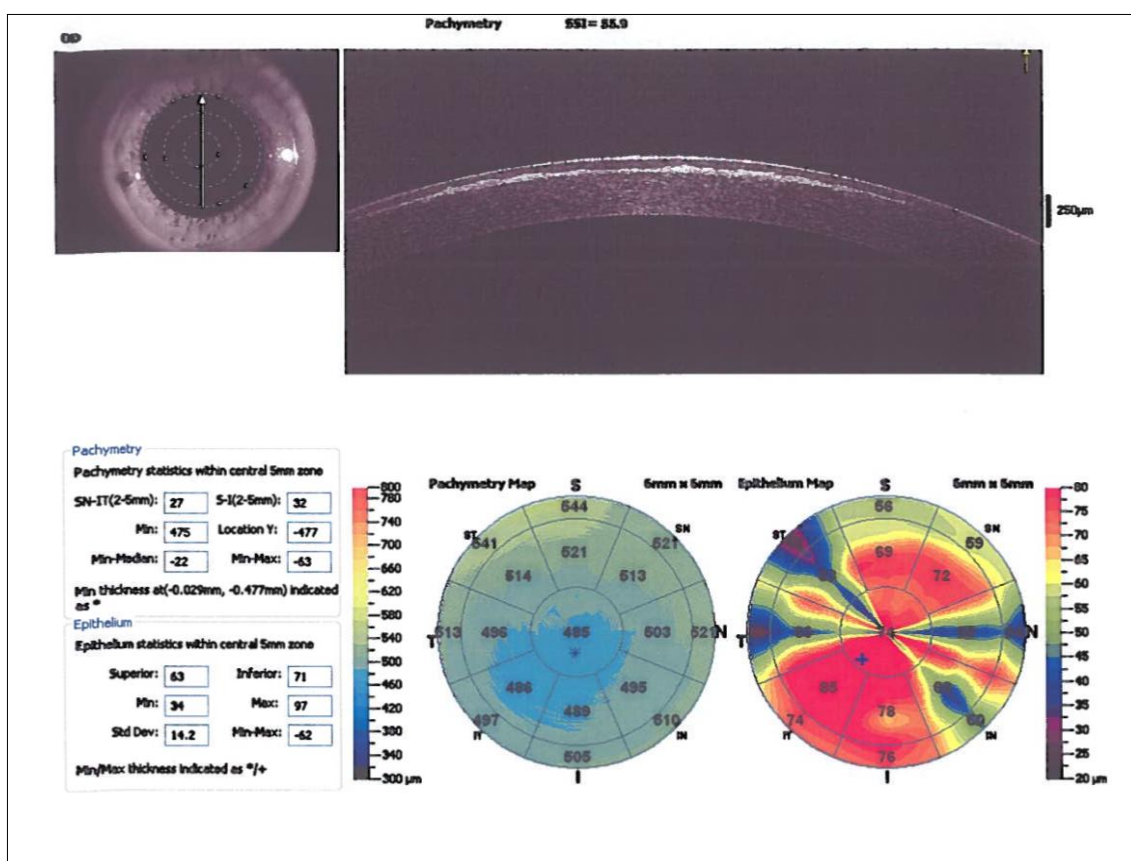 Pachymetry SSI= 55.9
OD
250µm
Pachymetry
Pachymetry statistics within central 5mm zone
SN-IT(2-5mm): 27 S-I(2-5mm): 32
Min: 475 Location Y: -477
Min-Median: -22 Min-Max: -63
Min thickness at(-0.029mm, -0.477mm) indicated
as *
Epithelium
Epithelium statistics within central 5mm zone
Superior: 63 Inferior: 71
Min: 34 Max: 97
Std Dev: 14.2 Min-Max: -62
Min/Max thickness indicated as */+
800
780
740
700
660
620
580
540
500
460
420
380
340
300 µm
Pachymetry Map 6mm x 6mm
S
544
ST 541 521 521 SN
514 513
T 513 496 485 503 521 N
486 495
497 489 510
IT 505 IN
I
Epithelium Map 6mm x 6mm
S
56
ST 69 59 SN
72
T 74 N
85
74 78 60
IT 76 IN
I
80
75
70
65
60
55
50
45
40
35
30
25
20 µm